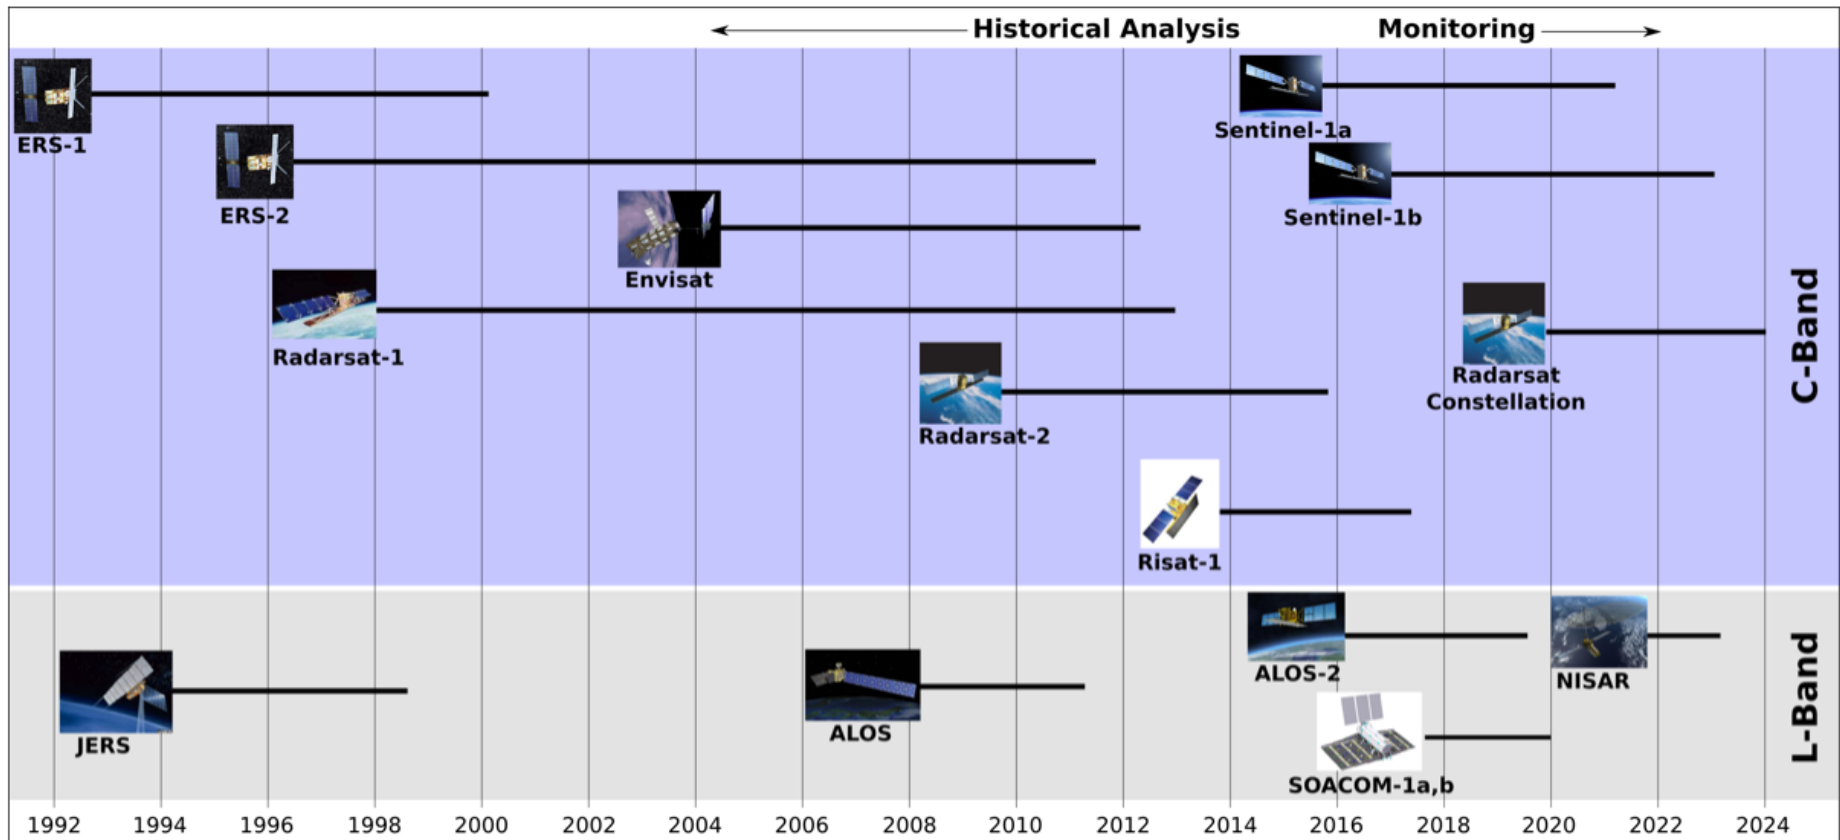 Historical Analysis
Monitoring
ERS-1
Sentinel-1a
ERS-2
Sentinel-1b
Envisat
Radarsat-1
Radarsat
Constellation
Radarsat-2
Risat-1
C-Band
ALOS-2
NISAR
JERS
ALOS
SOACOM-1a,b
L-Band
1992 1994 1996 1998 2000 2002 2004 2006 2008 2010 2012 2014 2016 2018 2020 2022 2024